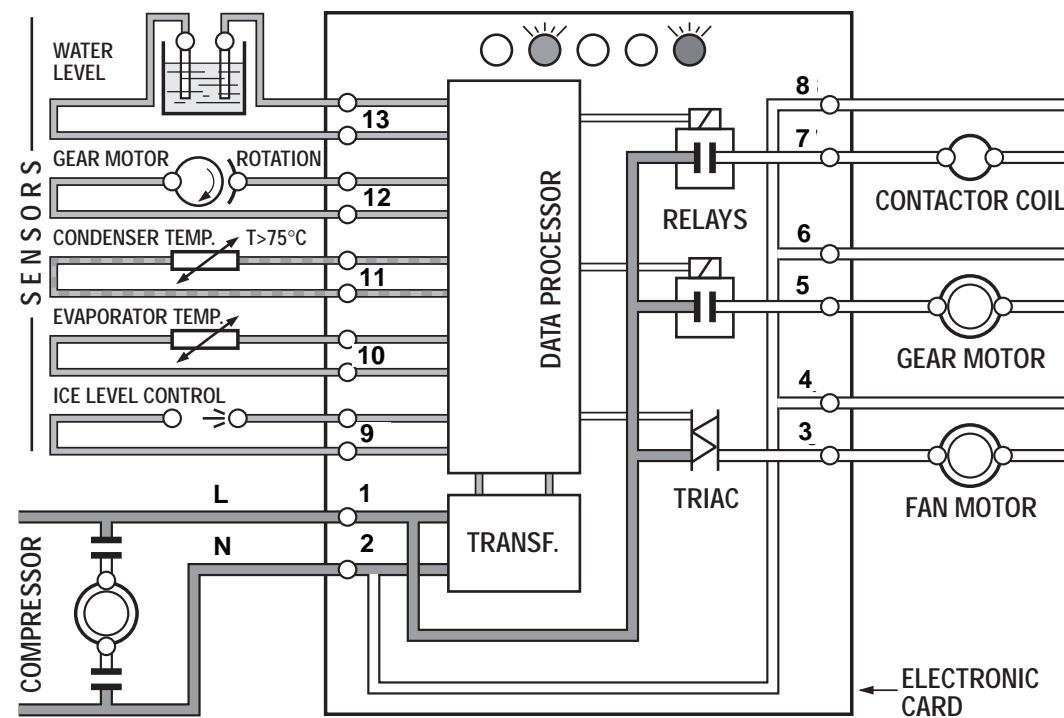 WATER
LEVEL
13
GEAR MOTOR
ROTATION
12
CONDENSER TEMP.
T>75°C
11
EVAPORATOR TEMP.
10
ICE LEVEL CONTROL
9
SENSORS
L
1
N
2
COMPRESSOR
DATA PROCESSOR
TRANSF.
RELAYS
TRIAC
8
7
CONTACTOR COIL
6
5
GEAR MOTOR
4
3
FAN MOTOR
ELECTRONIC
CARD